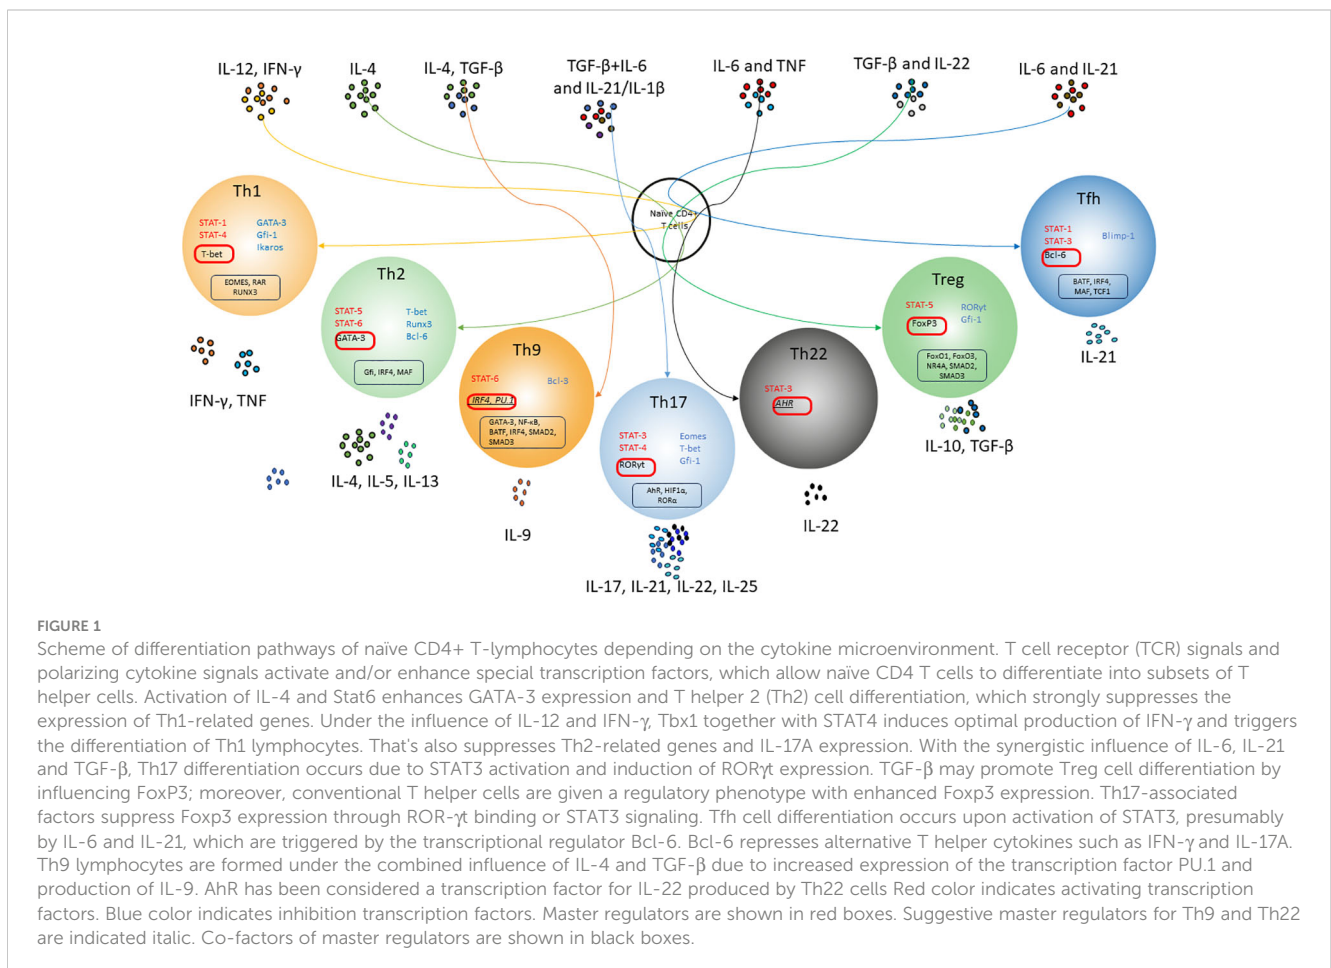 IL-12, IFN-γ
IL-4
IL-4, TGF-β
TGF-β+IL-6
and IL-21/IL-1β
IL-6 and TNF
TGF-β and IL-22
IL-6 and IL-21
Naïve CD4+
T cells
Th1
STAT-1
STAT-4
T-bet
GATA-3
Gfi-1
Ikaros
EOMES, RAR
RUNX3
IFN-γ, TNF
Th2
STAT-5
STAT-6
GATA-3
T-bet
Runx3
Bcl-6
Gfi, IRF4, MAF
IL-4, IL-5, IL-13
Th9
STAT-6
IRF4, PU.1
Bcl-3
GATA-3, NF-κB,
BATF, IRF4, SMAD2,
SMAD3
IL-9
Th17
STAT-3
STAT-4
RORγt
Eomes
T-bet
Gfi-1
AhR, HIF1α,
RORα
IL-17, IL-21, IL-22, IL-25
Th22
STAT-3
AHR
IL-22
Treg
STAT-5
FoxP3
RORγt
Gfi-1
FoxO1, FoxO3,
NR4A, SMAD2,
SMAD3
IL-10, TGF-β
Tfh
STAT-1
STAT-3
Bcl-6
Blimp-1
BATF, IRF4,
MAF, TCF1
IL-21
FIGURE 1
Scheme of differentiation pathways of naïve CD4+ T-lymphocytes depending on the cytokine microenvironment. T cell receptor (TCR) signals and
polarizing cytokine signals activate and/or enhance special transcription factors, which allow naïve CD4 T cells to differentiate into subsets of T
helper cells. Activation of IL-4 and Stat6 enhances GATA-3 expression and T helper 2 (Th2) cell differentiation, which strongly suppresses the
expression of Th1-related genes. Under the influence of IL-12 and IFN-γ, Tbx1 together with STAT4 induces optimal production of IFN-γ and triggers
the differentiation of Th1 lymphocytes. That's also suppresses Th2-related genes and IL-17A expression. With the synergistic influence of IL-6, IL-21
and TGF-β, Th17 differentiation occurs due to STAT3 activation and induction of RORγt expression. TGF-β may promote Treg cell differentiation by
influencing FoxP3; moreover, conventional T helper cells are given a regulatory phenotype with enhanced Foxp3 expression. Th17-associated
factors suppress Foxp3 expression through ROR-γt binding or STAT3 signaling. Tfh cell differentiation occurs upon activation of STAT3, presumably
by IL-6 and IL-21, which are triggered by the transcriptional regulator Bcl-6. Bcl-6 represses alternative T helper cytokines such as IFN-γ and IL-17A.
Th9 lymphocytes are formed under the combined influence of IL-4 and TGF-β due to increased expression of the transcription factor PU.1 and
production of IL-9. AhR has been considered a transcription factor for IL-22 produced by Th22 cells Red color indicates activating transcription
factors. Blue color indicates inhibition transcription factors. Master regulators are shown in red boxes. Suggestive master regulators for Th9 and Th22
are indicated italic. Co-factors of master regulators are shown in black boxes.